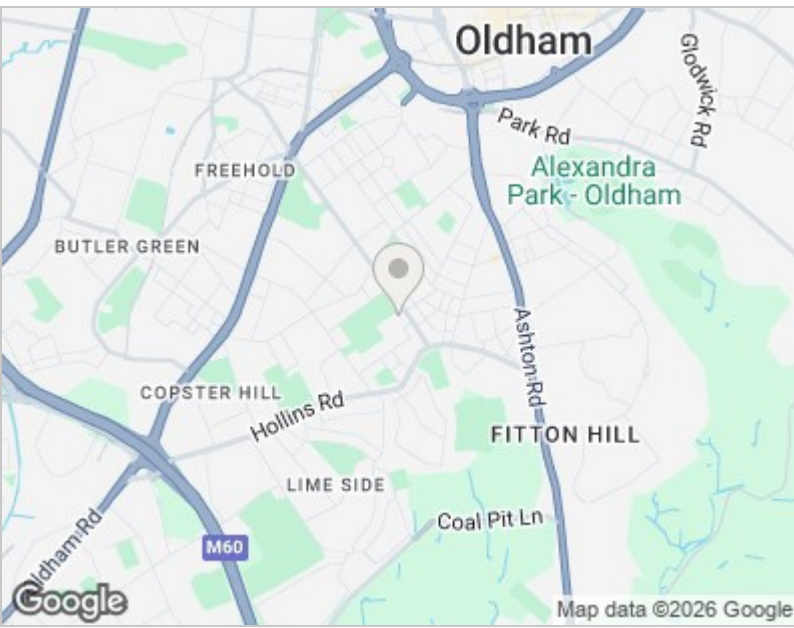 Oldham
Glodwick Rd
Park Rd
FREEHOLD
Alexandra
Park - Oldham
BUTLER GREEN
Ashton Rd
COPSTER HILL
Hollins Rd
FITTON HILL
LIME SIDE
Coal Pit Ln
Oldham Rd
M60
Google
Map data ©2026 Google